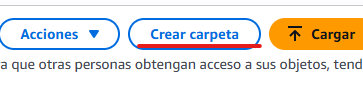 Acciones Crear carpeta Cargar
que otras personas obtengan acceso a sus objetos, tend